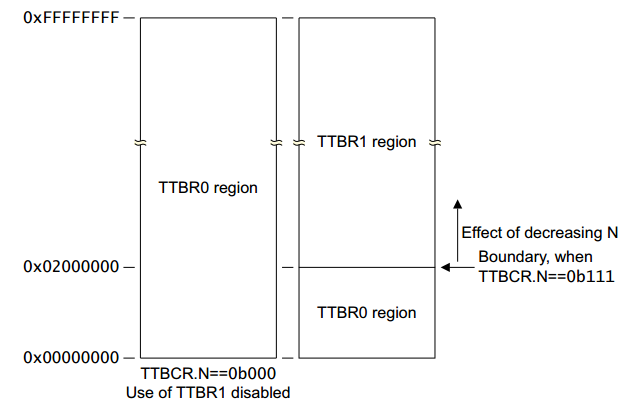 0xFFFFFFFF
TTBR1 region
TTBR0 region
Effect of decreasing N
Boundary, when
TTBCR.N==0b111
0x02000000
TTBR0 region
0x00000000
TTBCR.N==0b000
Use of TTBR1 disabled